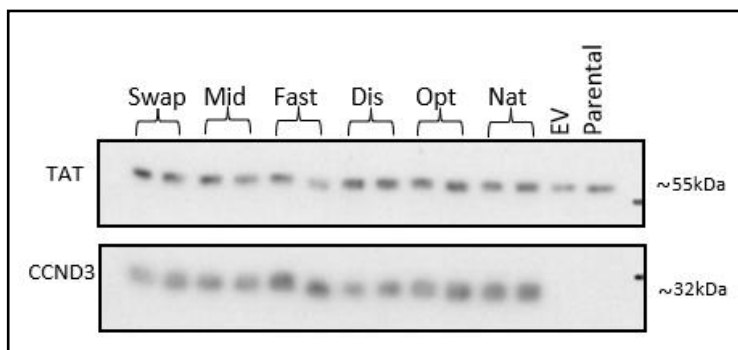 Swap Mid Fast Dis Opt Nat EV Parental
TAT ~55kDa
CCND3 ~32kDa